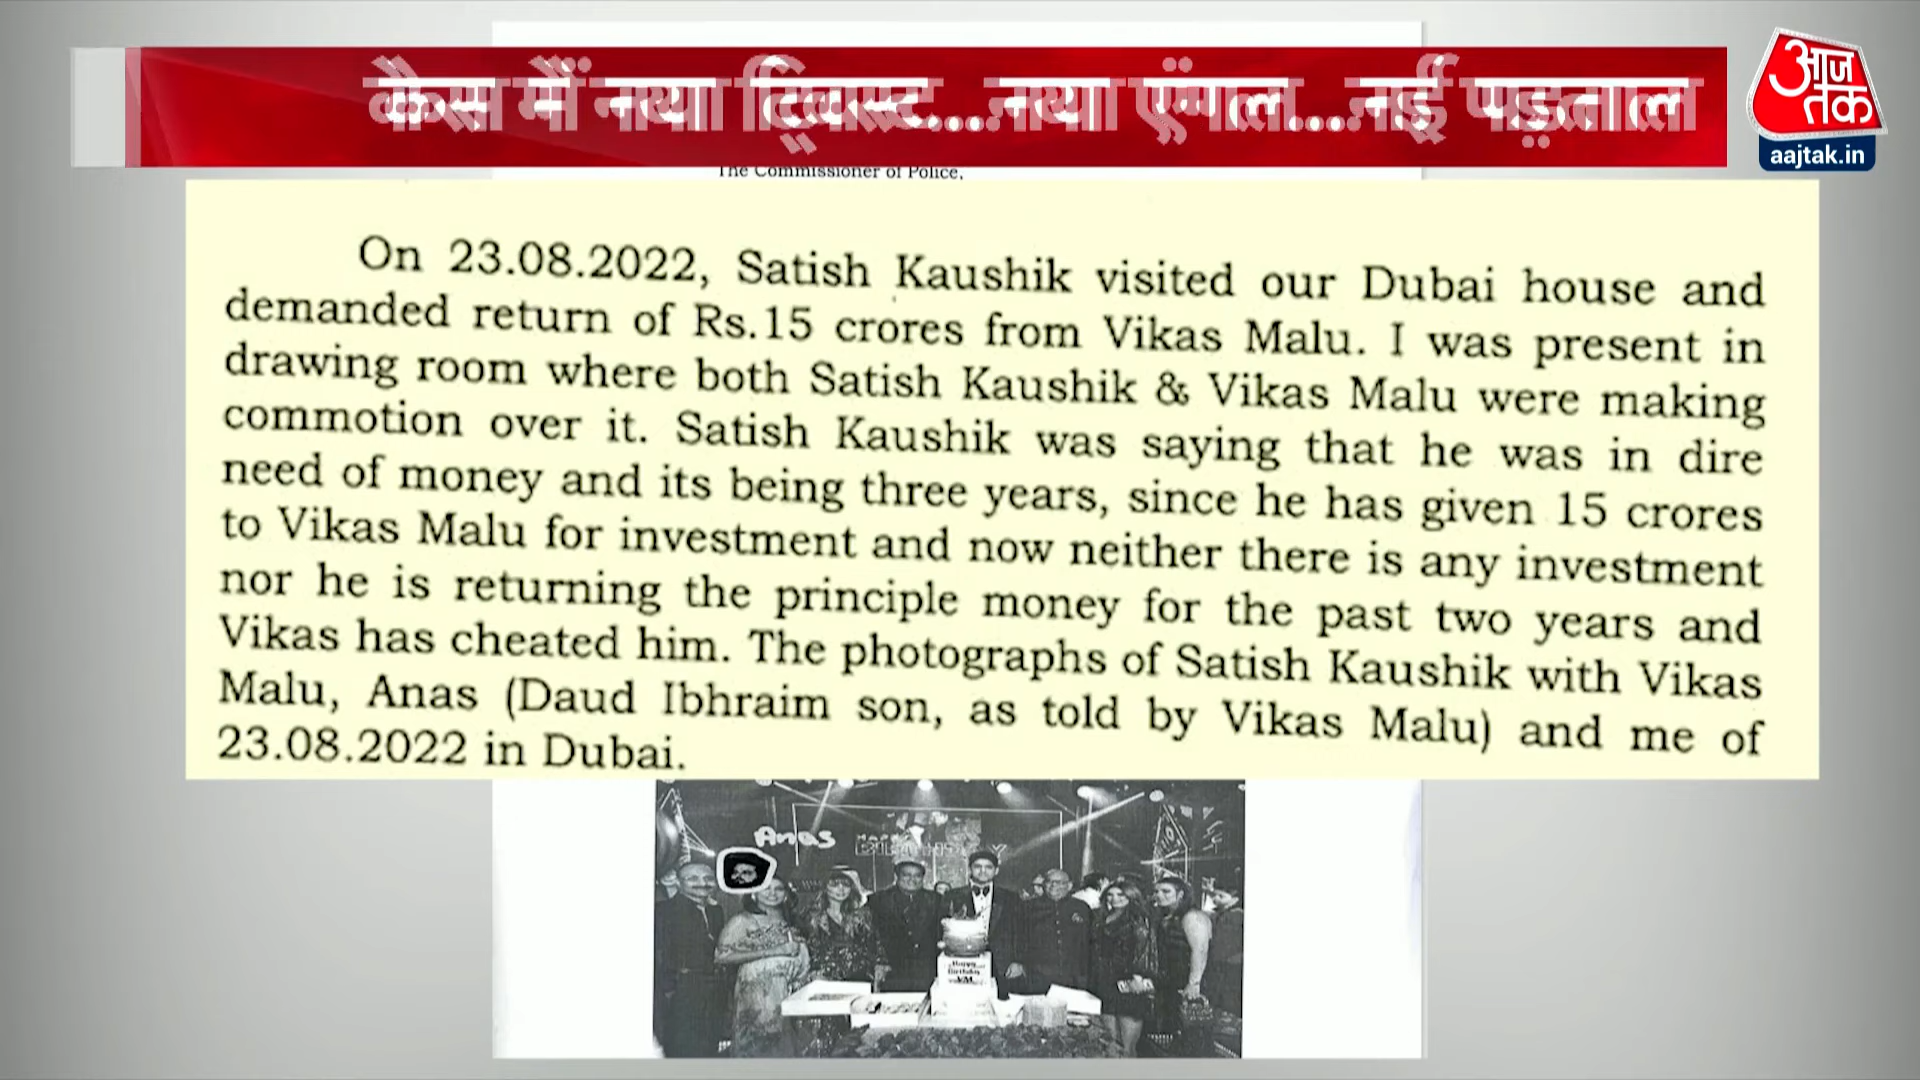 केस में नया ट्विस्ट...नया एंगल...नई पड़ताल
आज
तक
aajtak.in
The Commissioner of Police,
On 23.08.2022, Satish Kaushik visited our Dubai house and
demanded return of Rs.15 crores from Vikas Malu. I was present in
drawing room where both Satish Kaushik & Vikas Malu were making
commotion over it. Satish Kaushik was saying that he was in dire
need of money and its being three years, since he has given 15 crores
to Vikas Malu for investment and now neither there is any investment
nor he is returning the principle money for the past two years and
Vikas has cheated him. The photographs of Satish Kaushik with Vikas
Malu, Anas (Daud Ibhraim son, as told by Vikas Malu) and me of
23.08.2022 in Dubai.
Anas
Happy
Birthday
VM